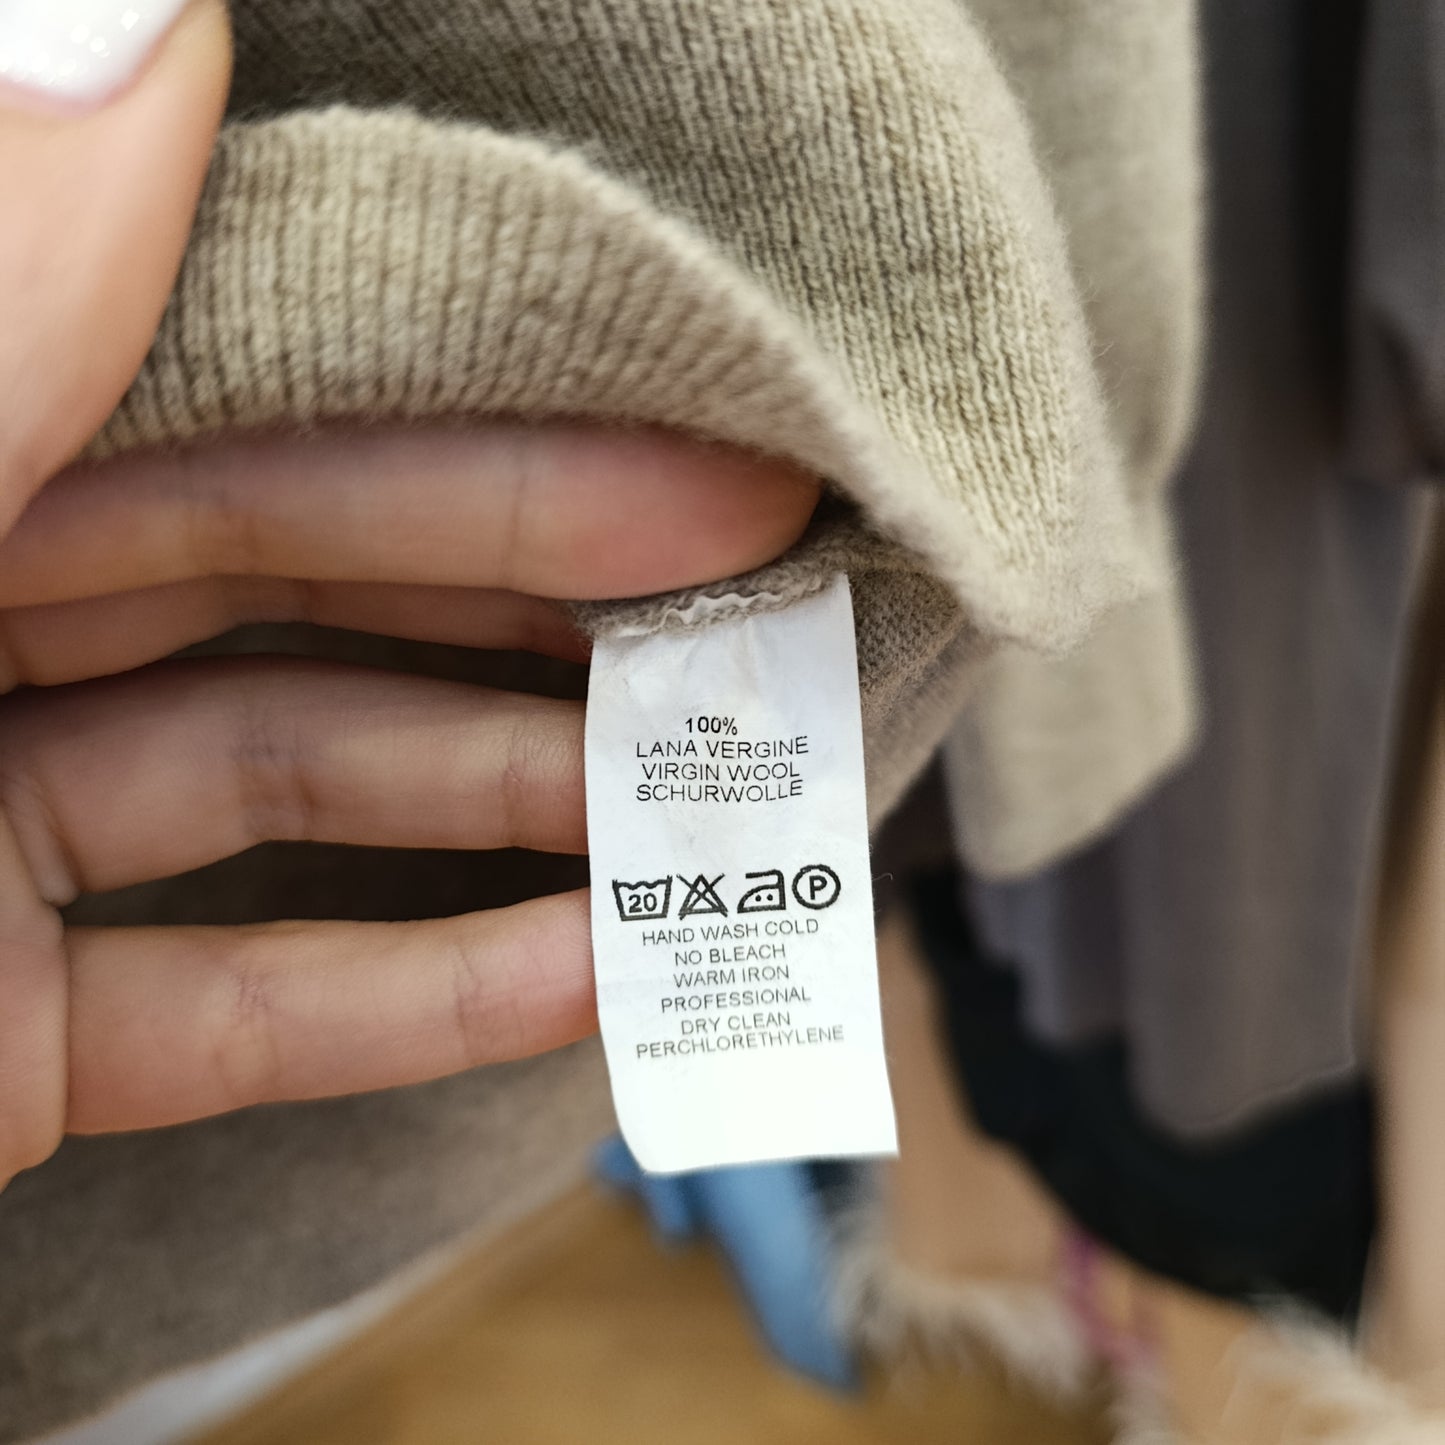 100%
LANA VERGINE
VIRGIN WOOL
SCHURWOLLE
20 P
HAND WASH COLD
NO BLEACH
WARM IRON
PROFESSIONAL
DRY CLEAN
PERCHLORETHYLENE